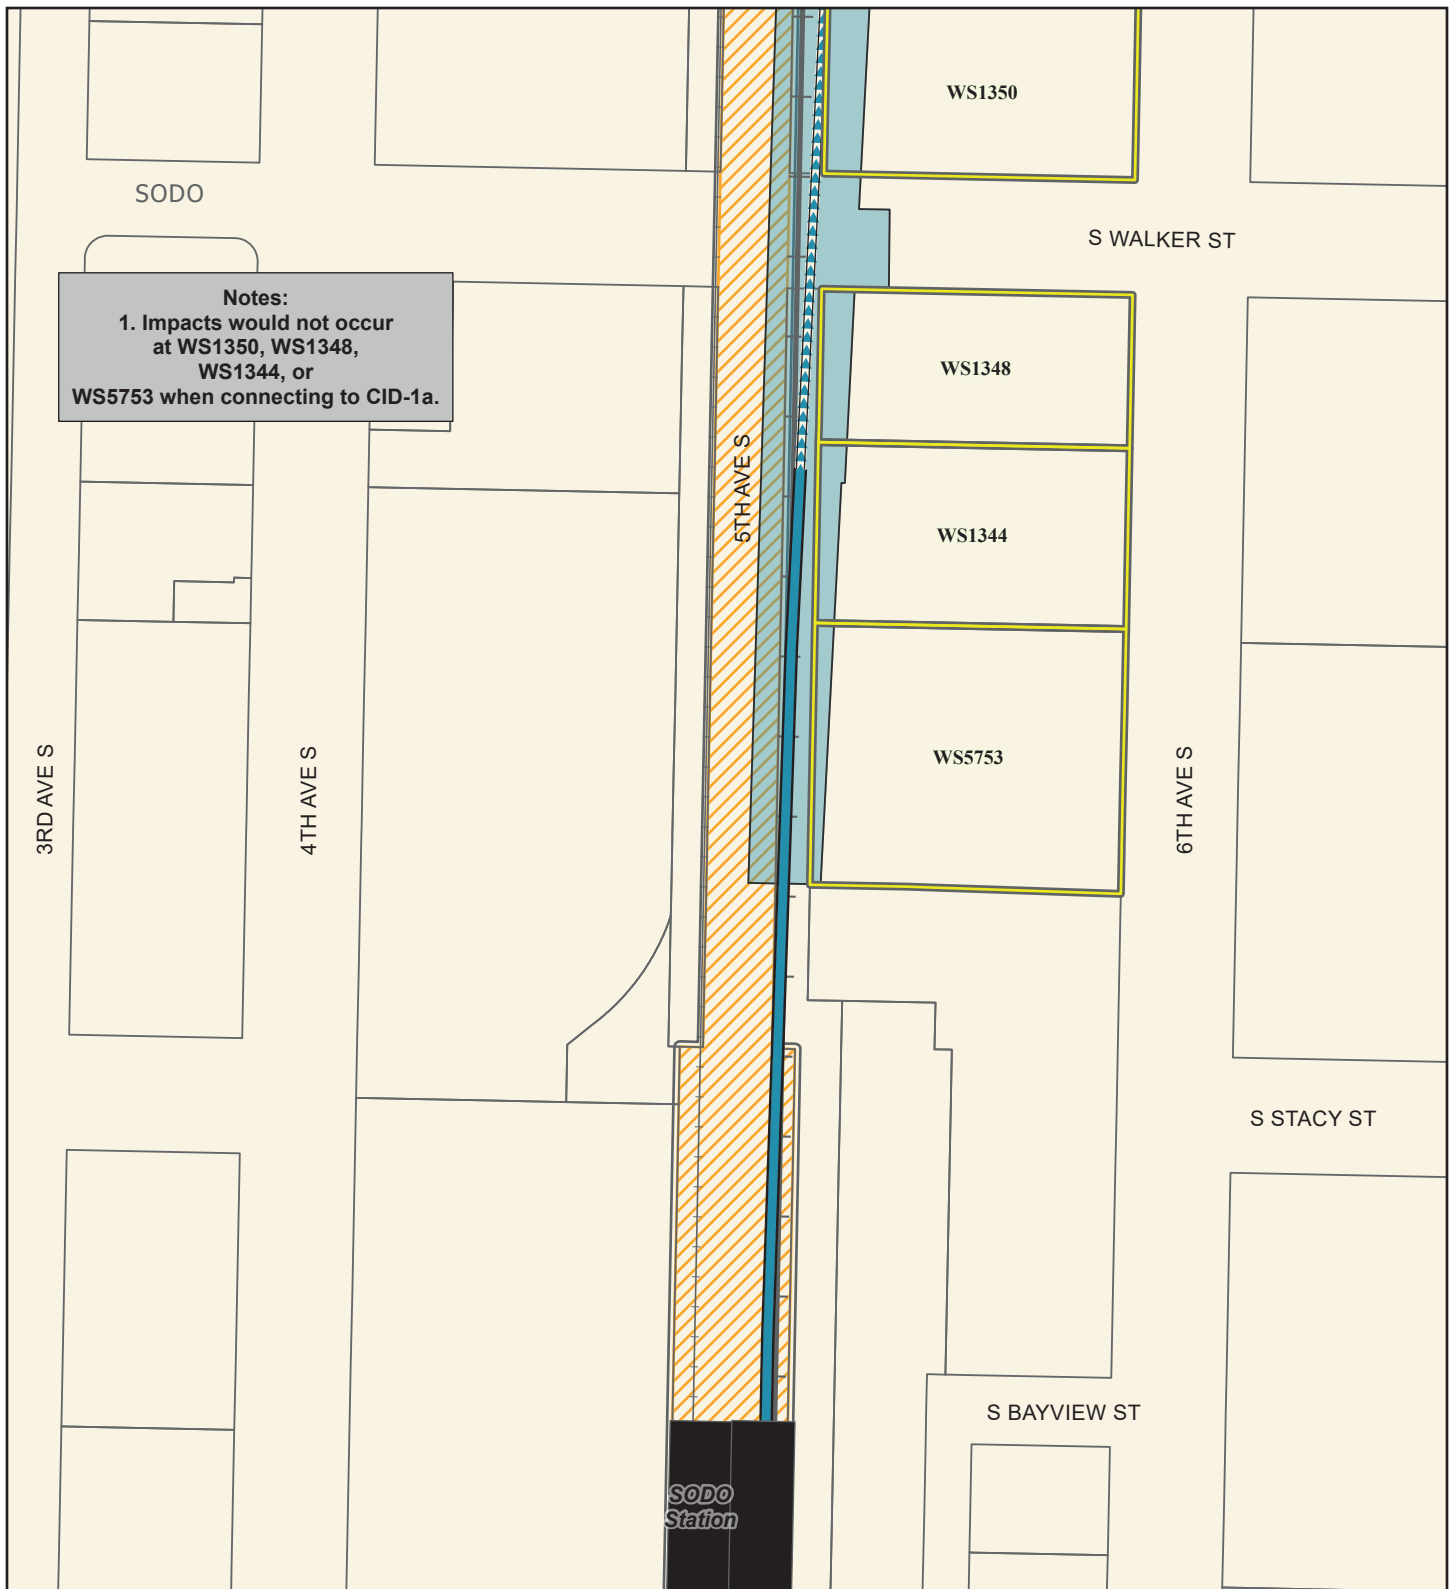 WS1350
SODO
S WALKER ST
Notes:
1. Impacts would not occur
at WS1350, WS1348,
WS1344, or
WS5753 when connecting to CID-1a.
WS1348
5TH AVE S
WS1344
WS5753
3RD AVE S
4TH AVE S
6TH AVE S
S STACY ST
S BAYVIEW ST
SODO
Station